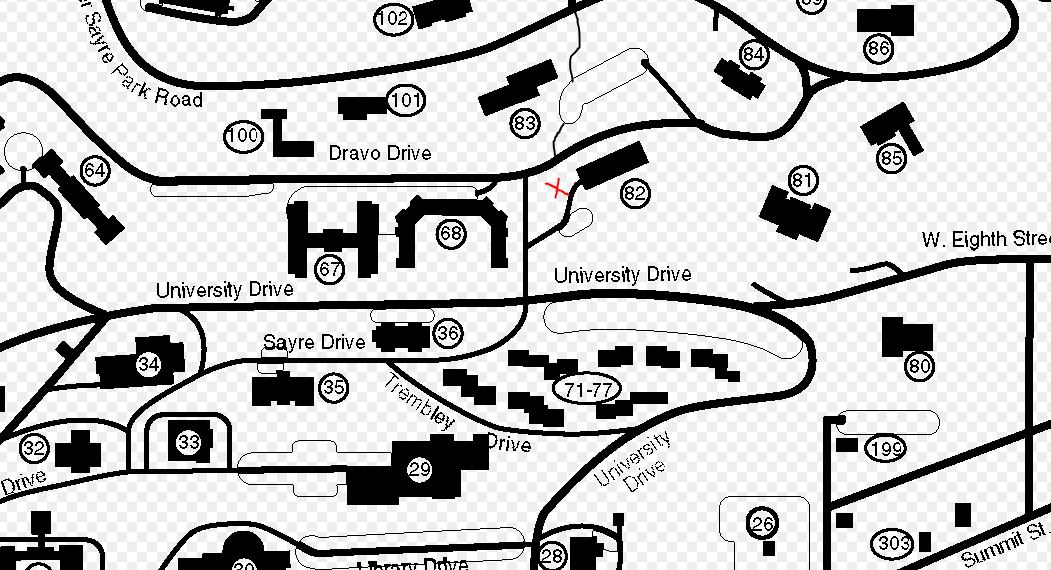 102
86
84
Sayre Park Road
101
83
100
Dravo Drive
85
64
81
82
68
W. Eighth
67
University Drive
University Drive
36
Sayre Drive
34
80
35
71-77
Trembley
Drive
33
32
199
University
Drive
29
Drive
26
28
303
Summit St.
Library Drive